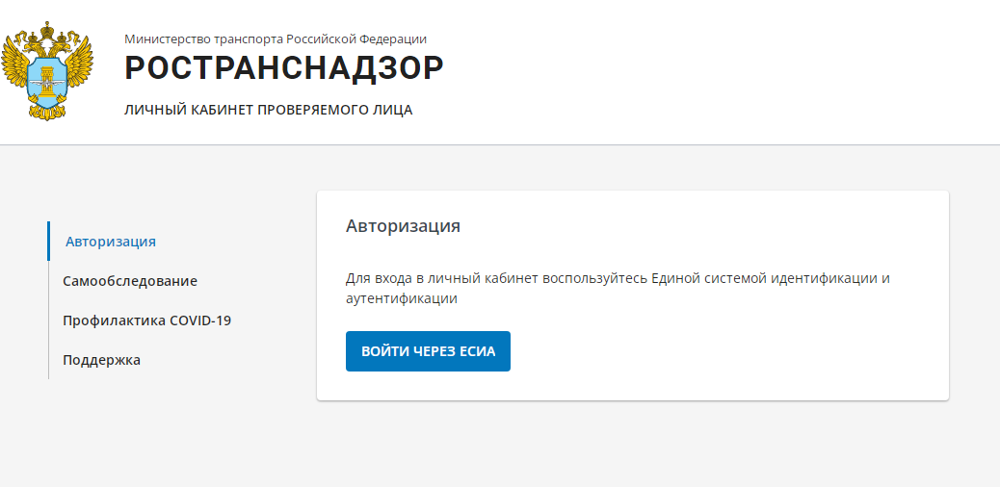 Министерство транспорта Российской Федерации
РОСТРАНСНАДЗОР
ЛИЧНЫЙ КАБИНЕТ ПРОВЕРЯЕМОГО ЛИЦА
Авторизация
Самообследование
Профилактика COVID-19
Поддержка
Авторизация
Для входа в личный кабинет воспользуйтесь Единой системой идентификации и
аутентификации
ВОЙТИ ЧЕРЕЗ ЕСИА